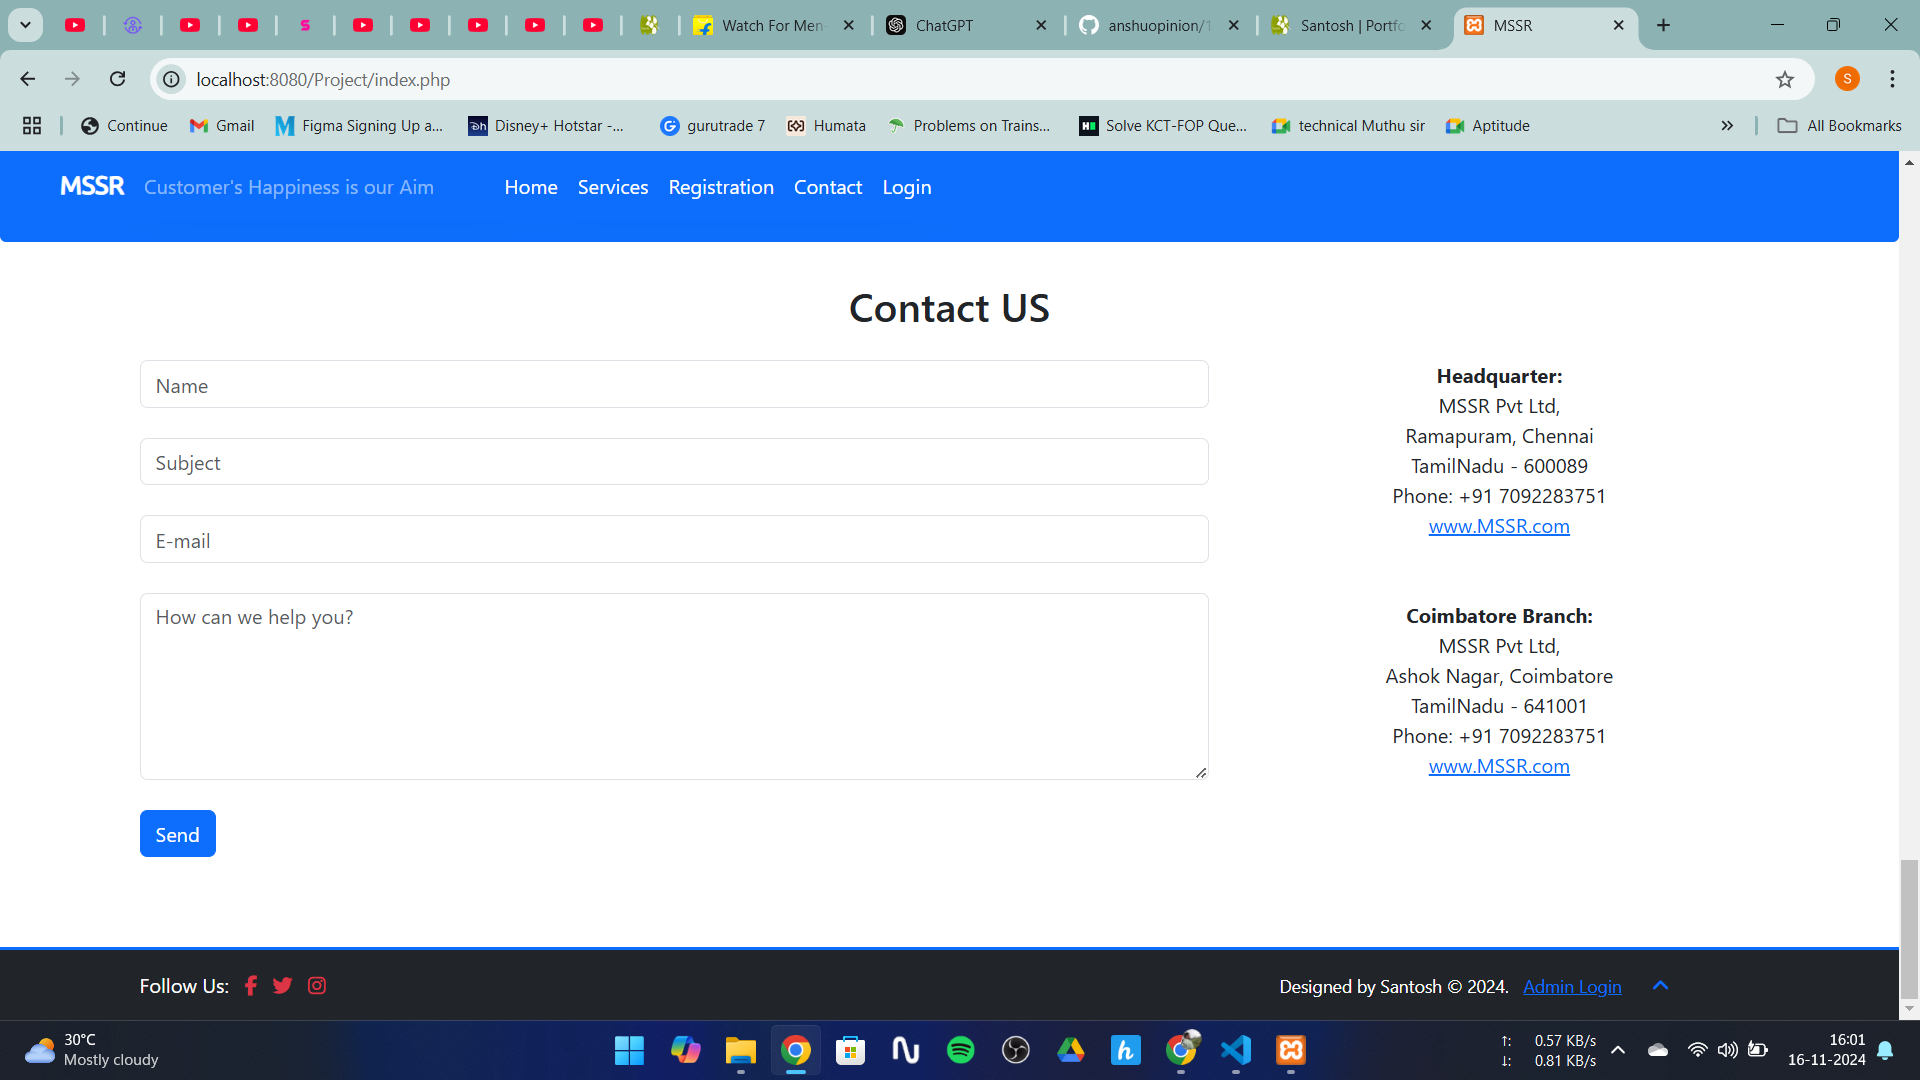 Watch For Men
ChatGPT
anshuopinion/1
Santosh | Portfo
MSSR
localhost:8080/Project/index.php
S
Continue
Gmail
Figma Signing Up a...
Disney+ Hotstar -...
gurutrade 7
Humata
Problems on Trains...
Solve KCT-FOP Que...
technical Muthu sir
Aptitude
All Bookmarks
MSSR Customer's Happiness is our Aim
Home Services Registration Contact Login
Contact US
Name
Subject
E-mail
How can we help you?
Send
Headquarter:
MSSR Pvt Ltd,
Ramapuram, Chennai
TamilNadu - 600089
Phone: +91 7092283751
www.MSSR.com
Coimbatore Branch:
MSSR Pvt Ltd,
Ashok Nagar, Coimbatore
TamilNadu - 641001
Phone: +91 7092283751
www.MSSR.com
Follow Us:
Designed by Santosh © 2024. Admin Login
30°C
Mostly cloudy
↑: 0.57 KB/s
↓: 0.81 KB/s
16:01
16-11-2024